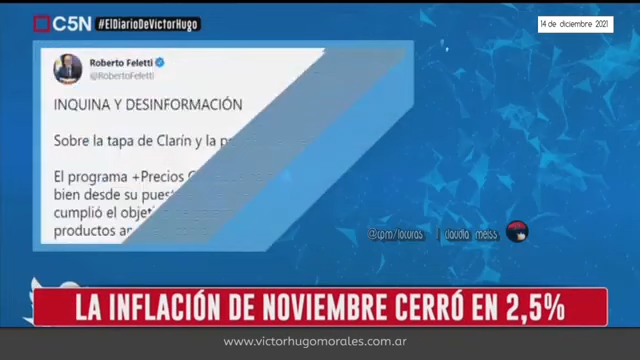 C5N #ElDiarioDeVictorHugo
14 de diciembre 2021
Roberto Feletti
@RobertoFeletti
INQUINA Y DESINFORMACIÓN
Sobre la tapa de Clarín y la
El programa +Precios
bien desde su
cumplió el
productos
@cpm/locuras | claudia meiss
LA INFLACIÓN DE NOVIEMBRE CERRÓ EN 2,5%
www.victorhugomorales.com.ar